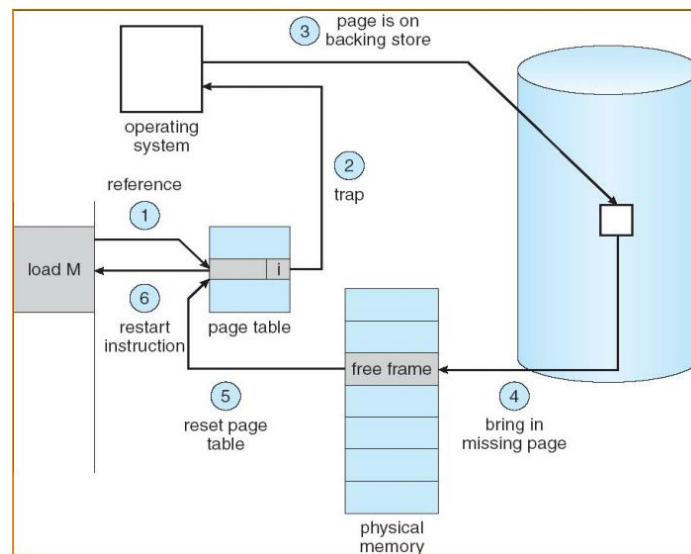 3
page is on
backing store
operating
system
2
trap
reference
1
load M
i
6
restart
instruction
page table
free frame
5
reset page
table
4
bring in
missing page
physical
memory